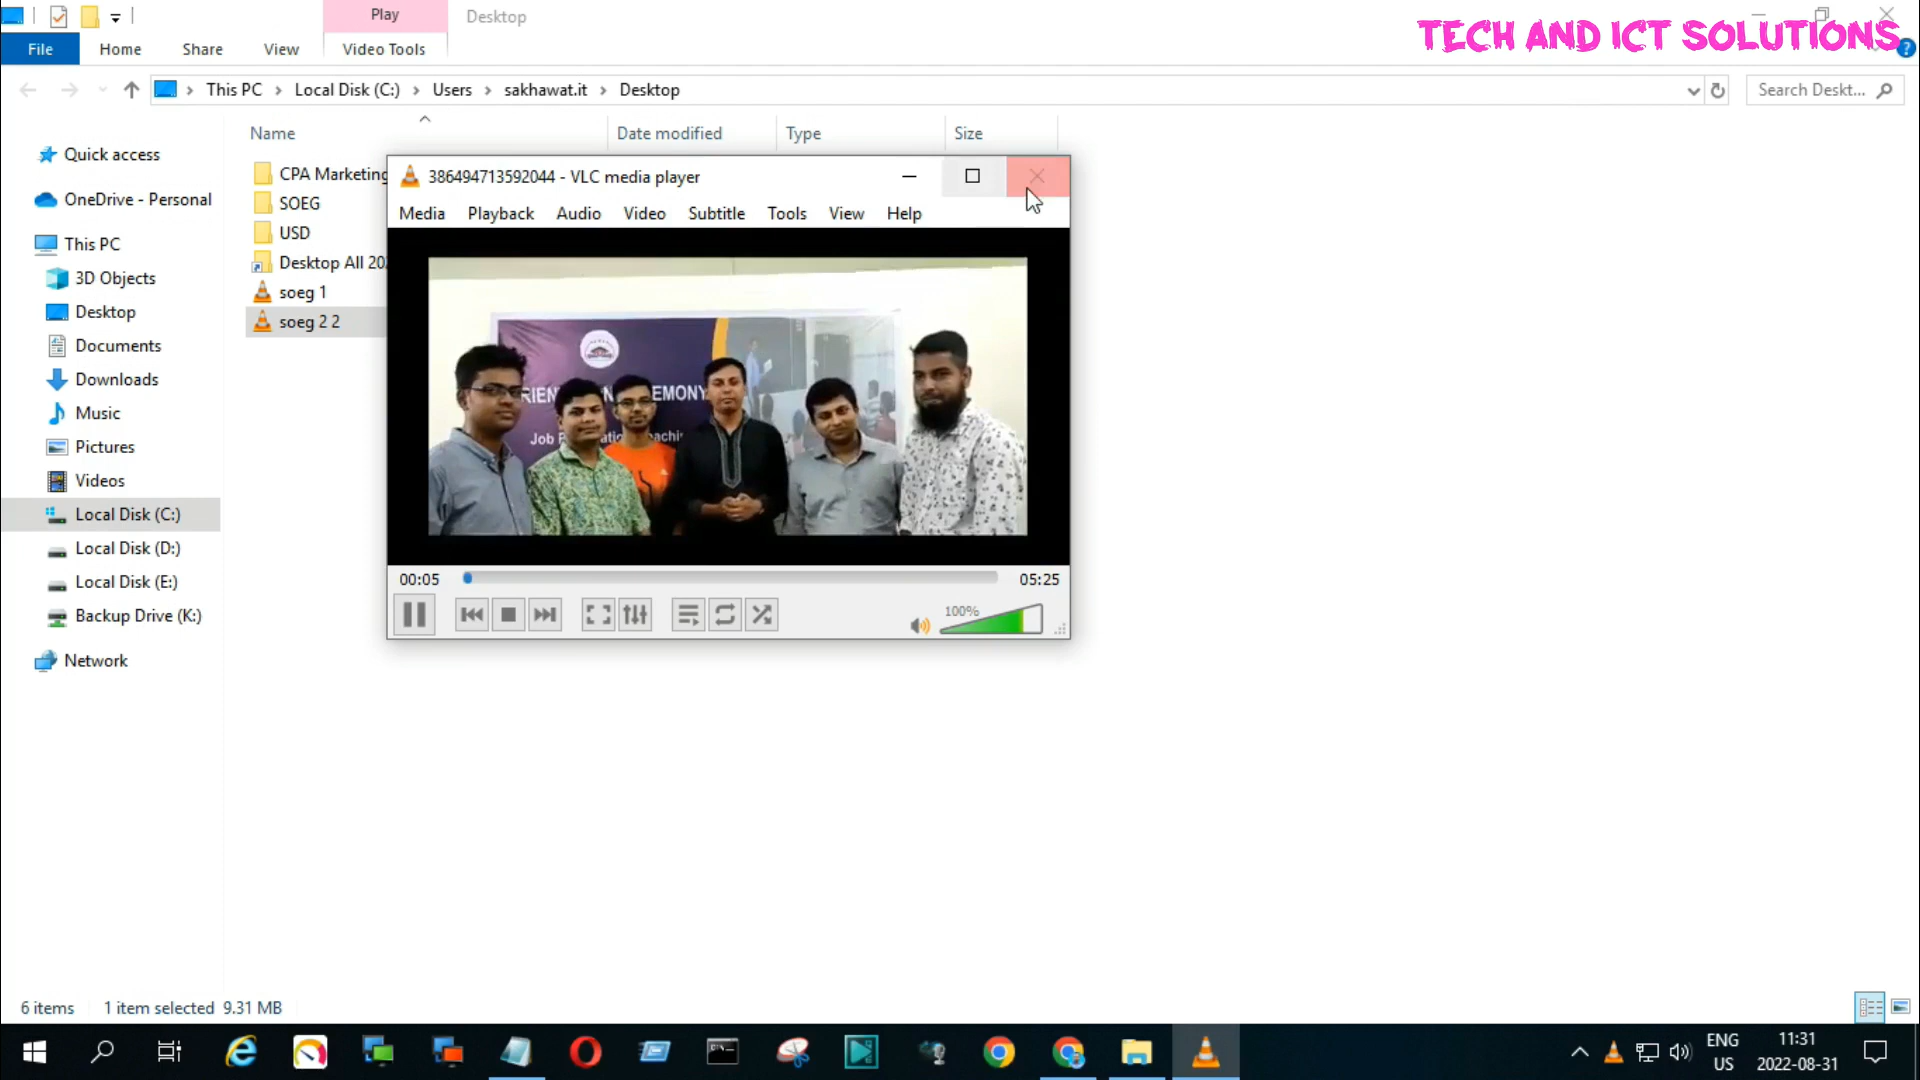 Play
Desktop
TECH AND ICT SOLUTIONS
File
Home
Share
View
Video Tools
This PC
Local Disk (C:)
Users
sakhawat.it
Desktop
Search Deskt...
Name
Date modified
Type
Size
Quick access
OneDrive - Personal
This PC
3D Objects
Desktop
Documents
Downloads
Music
Pictures
Videos
Local Disk (C:)
Local Disk (D:)
Local Disk (E:)
Backup Drive (K:)
Network
CPA Marketing
SOEG
USD
Desktop All 20
soeg 1
soeg 2 2
386494713592044 - VLC media player
Media
Playback
Audio
Video
Subtitle
Tools
View
Help
RIEN
EMONY
Job
00:05
05:25
100%
6 items
1 item selected 9.31 MB
ENG
US
11:31
2022-08-31